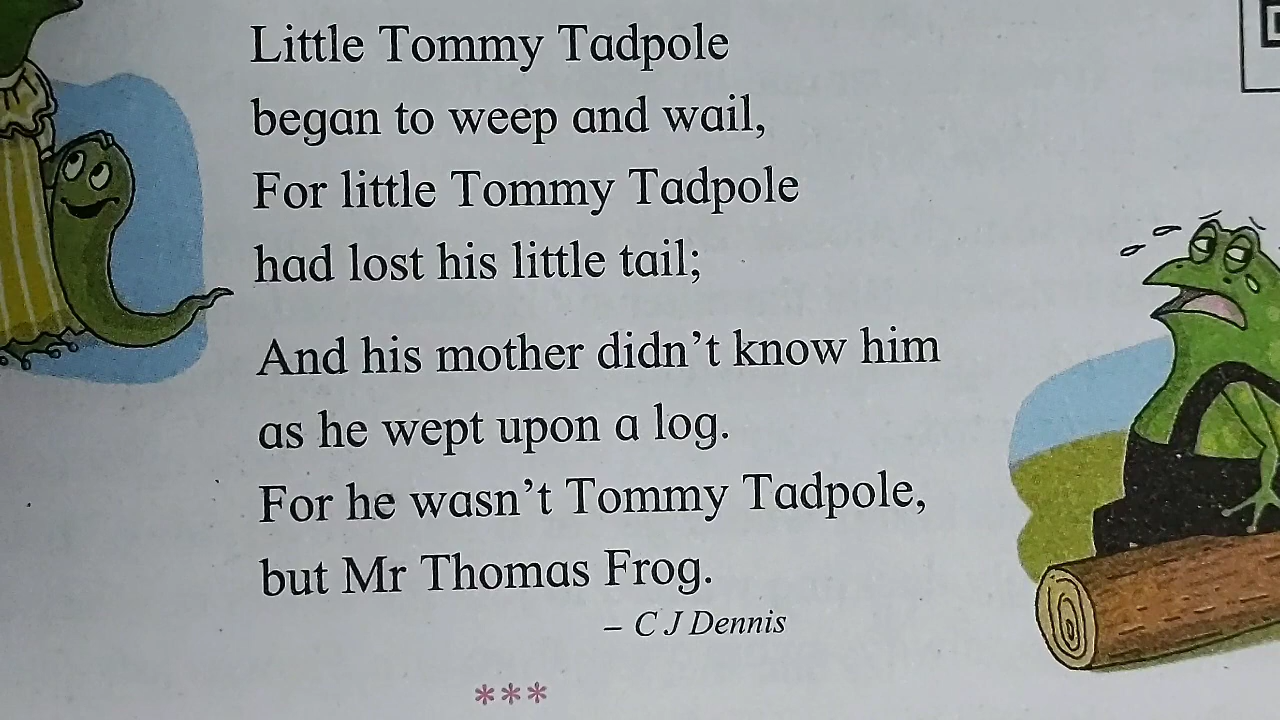 Little Tommy Tadpole
began to weep and wail,
For little Tommy Tadpole
had lost his little tail;
And his mother didn’t know him
as he wept upon a log.
For he wasn’t Tommy Tadpole,
but Mr Thomas Frog.
– C J Dennis
***